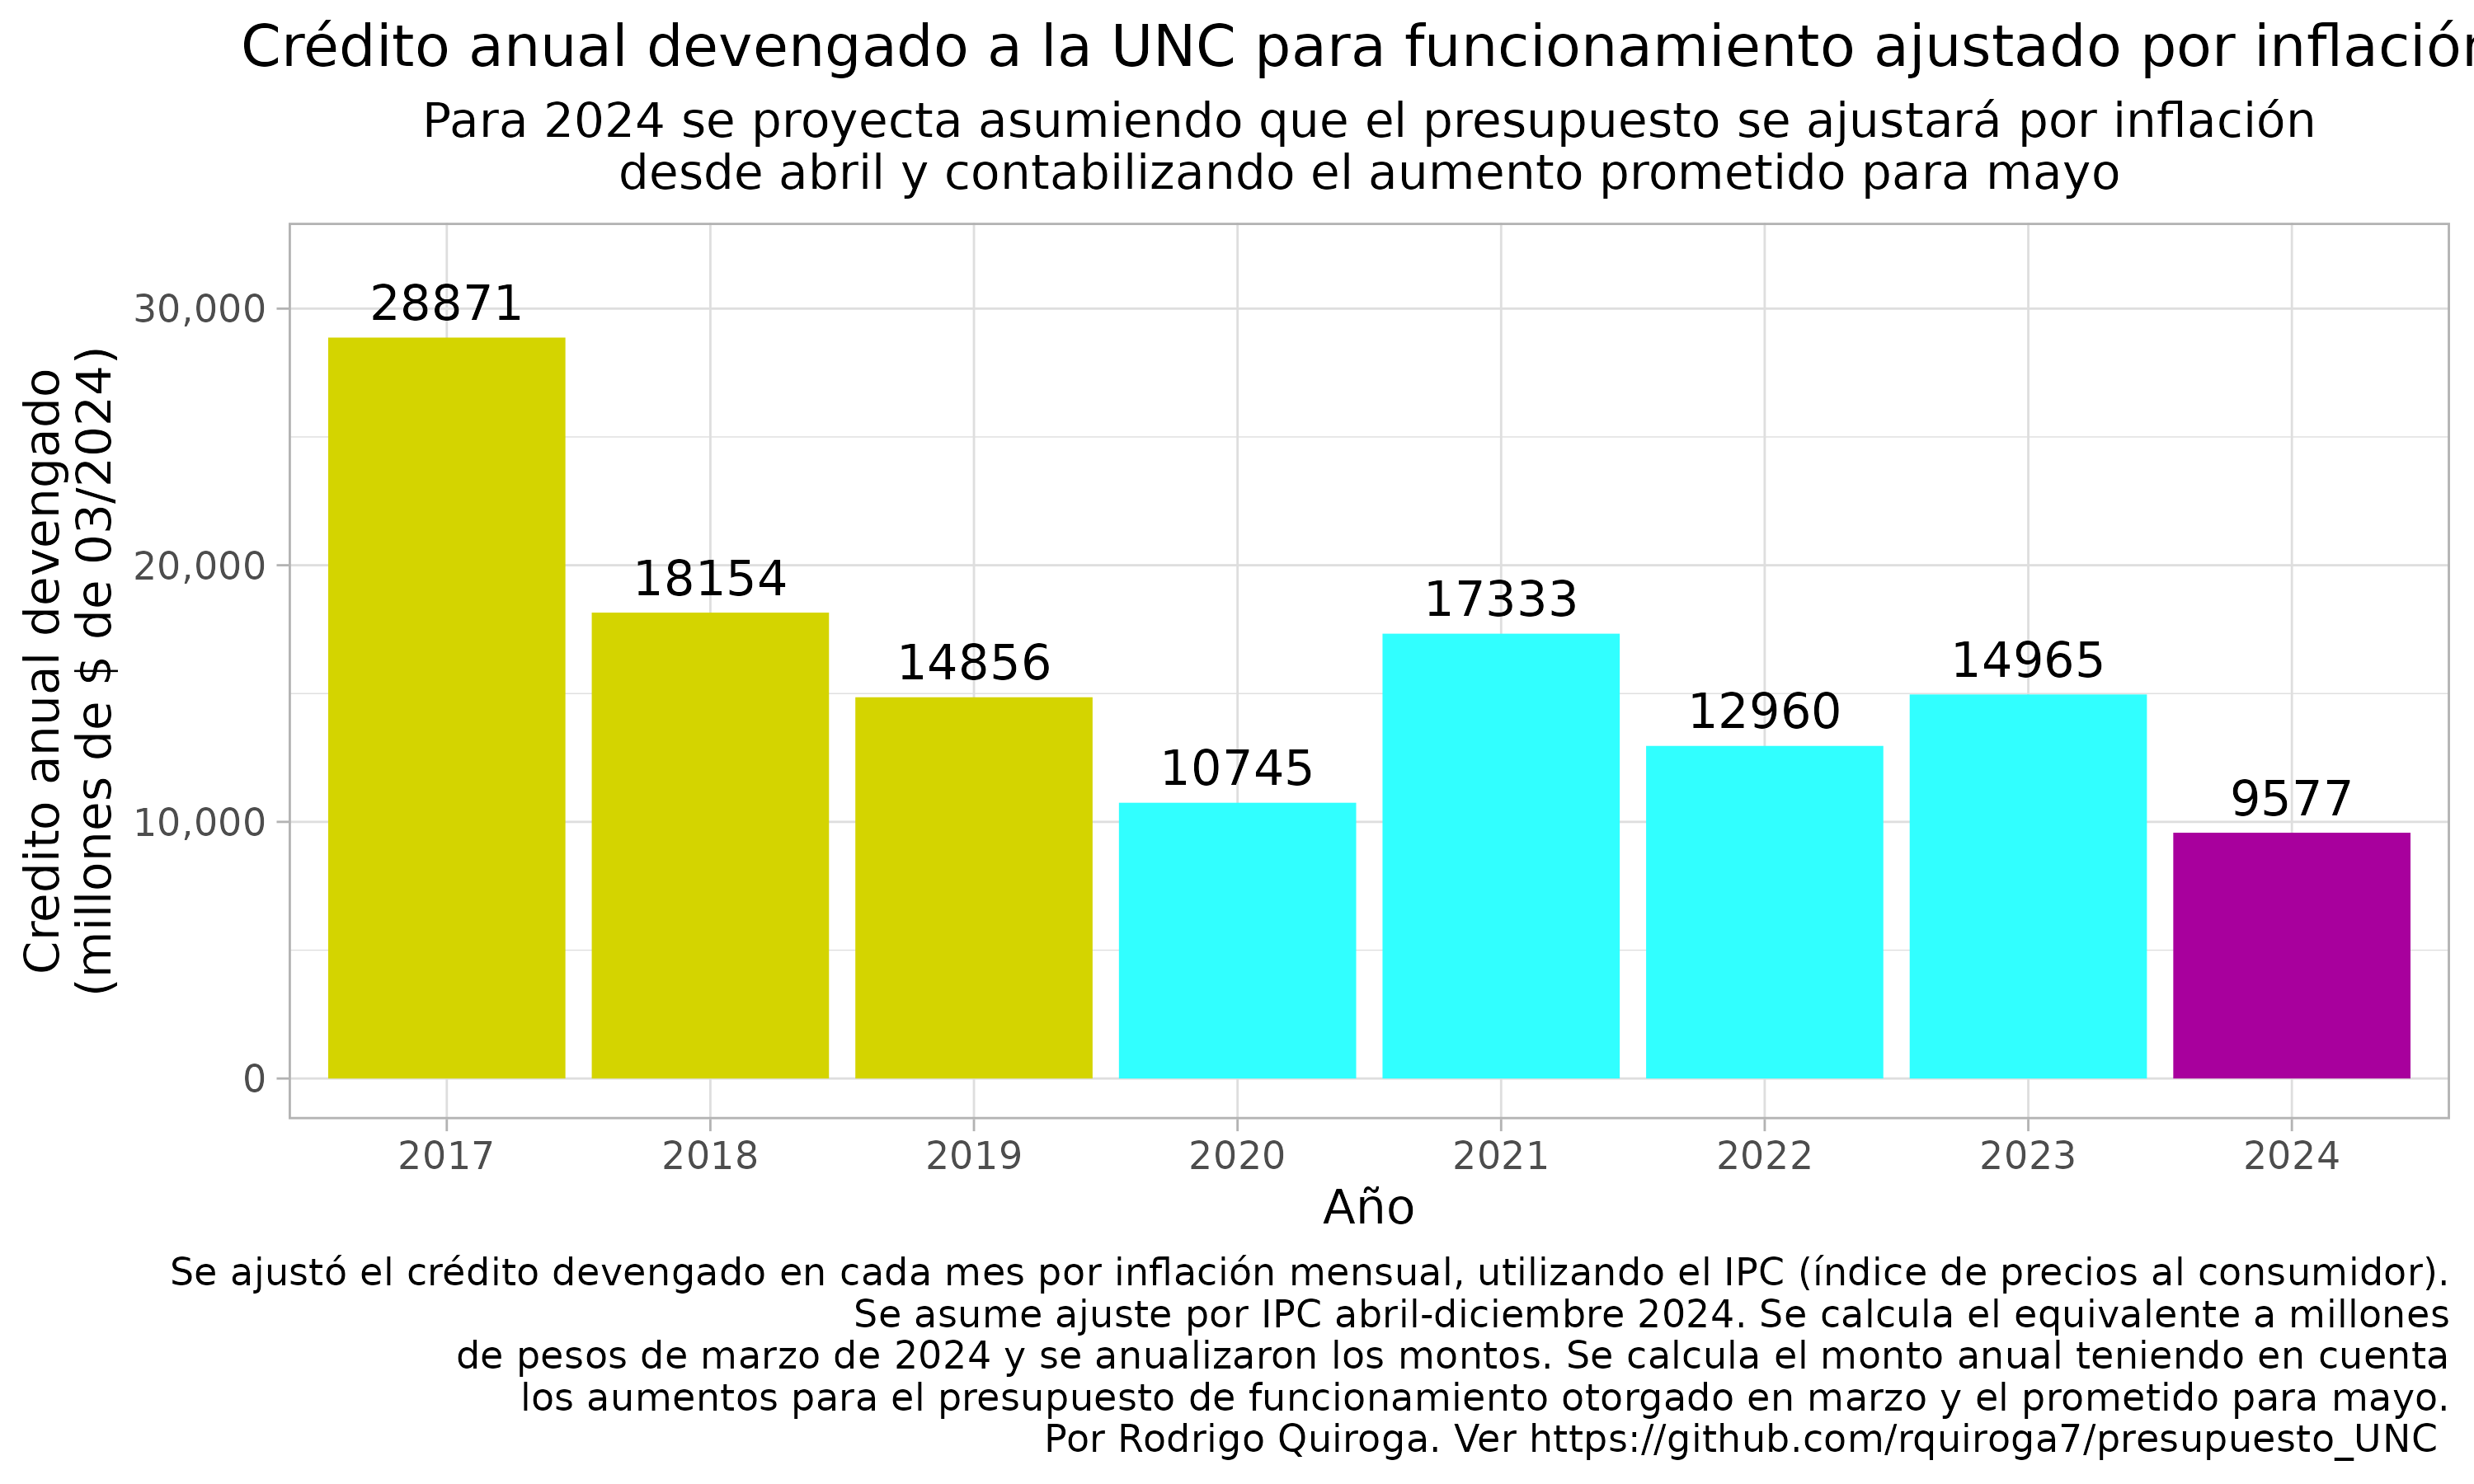 Crédito anual devengado a la UNC para funcionamiento ajustado por inflación
Para 2024 se proyecta asumiendo que el presupuesto se ajustará por inflación
desde abril y contabilizando el aumento prometido para mayo
Credito anual devengado
(millones de $ de 03/2024)
30,000
20,000
10,000
0
28871
18154
14856
10745
17333
12960
14965
9577
2017
2018
2019
2020
2021
2022
2023
2024
Año
Se ajustó el crédito devengado en cada mes por inflación mensual, utilizando el IPC (índice de precios al consumidor).
Se asume ajuste por IPC abril-diciembre 2024. Se calcula el equivalente a millones
de pesos de marzo de 2024 y se anualizaron los montos. Se calcula el monto anual teniendo en cuenta
los aumentos para el presupuesto de funcionamiento otorgado en marzo y el prometido para mayo.
Por Rodrigo Quiroga. Ver https://github.com/rquiroga7/presupuesto_UNC